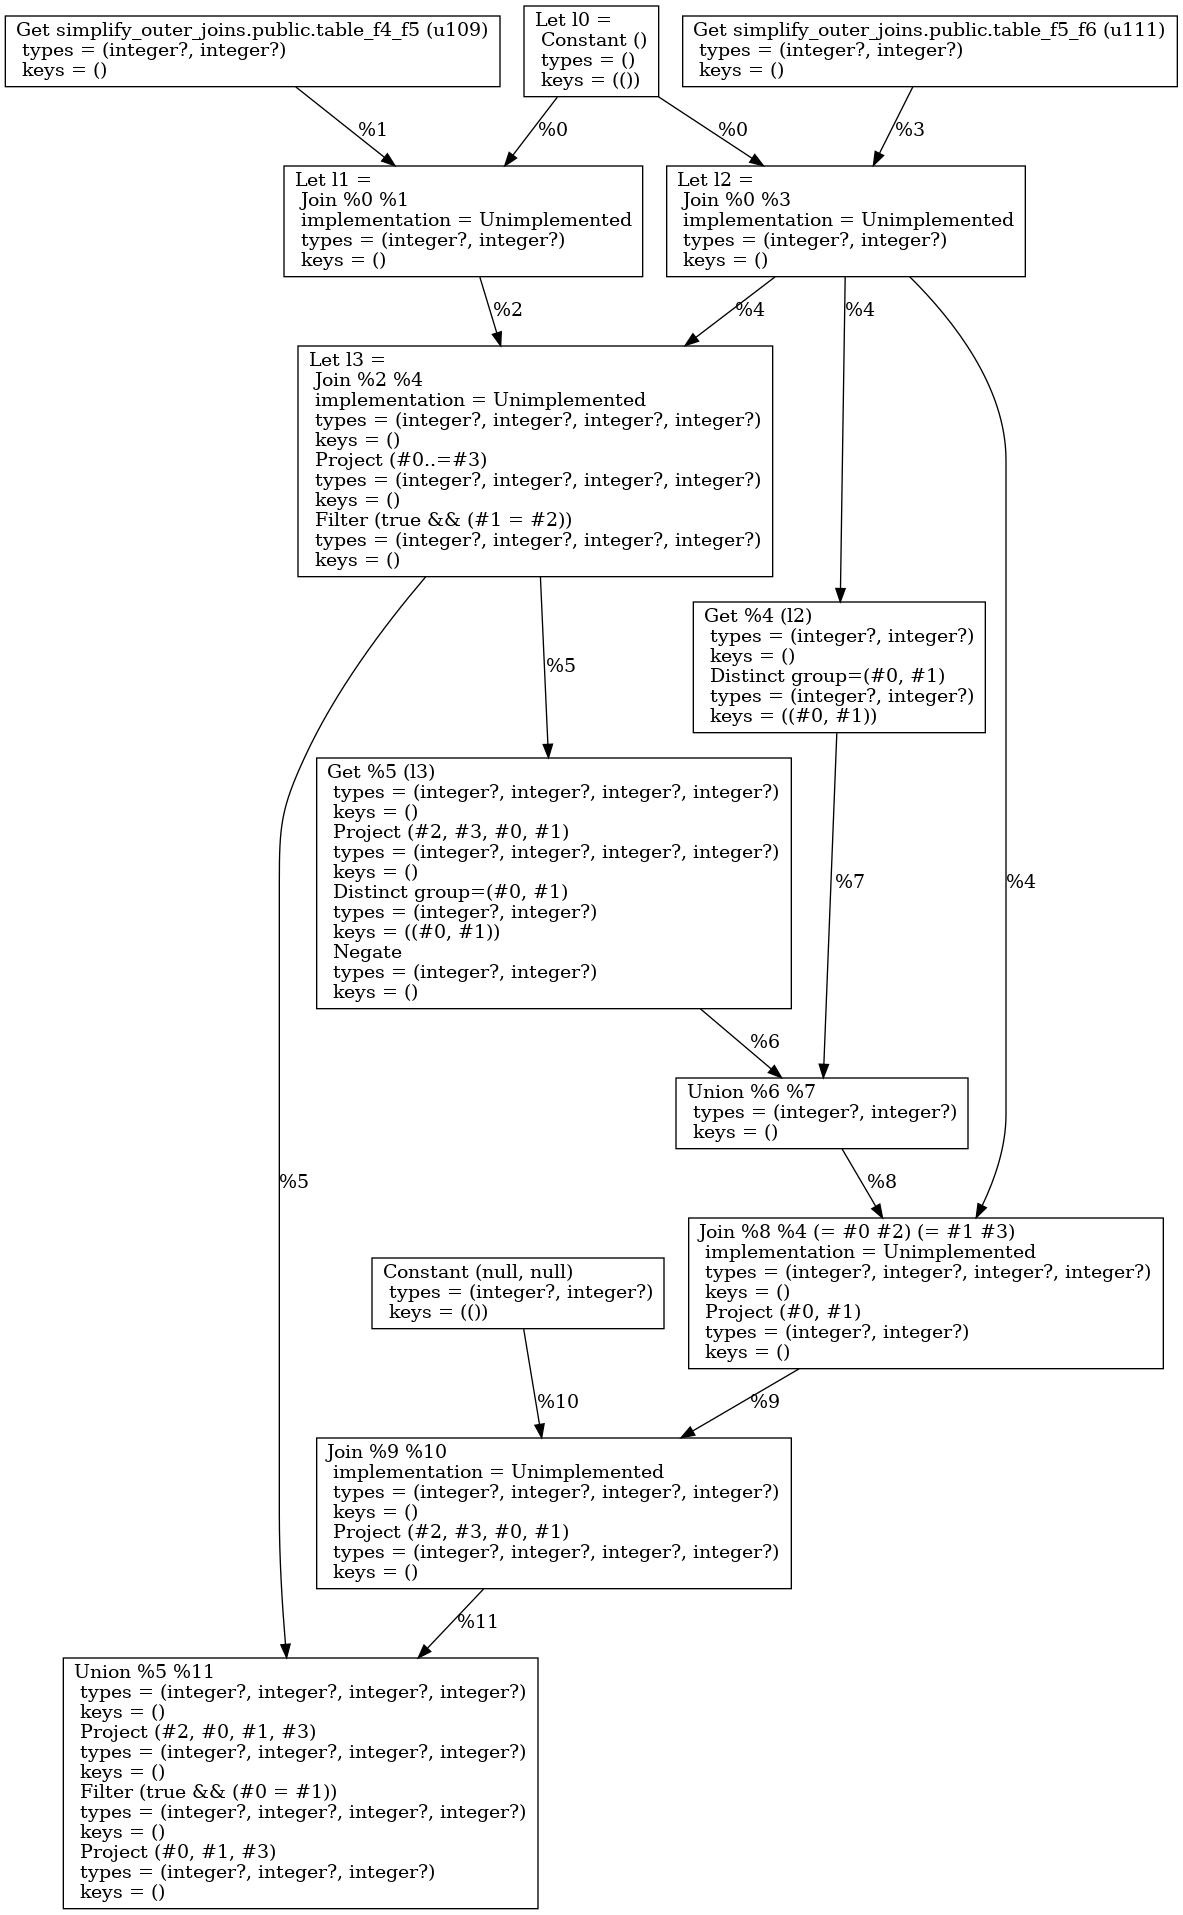 Get simplify_outer_joins.public.table_f4_f5 (u109)
types = (integer?, integer?)
keys = ()
Let l0 =
Constant ()
types = ()
keys = (())
Get simplify_outer_joins.public.table_f5_f6 (u111)
types = (integer?, integer?)
keys = ()
%1
%0
%0
%3
Let l1 =
Join %0 %1
implementation = Unimplemented
types = (integer?, integer?)
keys = ()
Let l2 =
Join %0 %3
implementation = Unimplemented
types = (integer?, integer?)
keys = ()
%2
%4
%4
Let l3 =
Join %2 %4
implementation = Unimplemented
types = (integer?, integer?, integer?, integer?)
keys = ()
Project (#0..=#3)
types = (integer?, integer?, integer?, integer?)
keys = ()
Filter (true && (#1 = #2))
types = (integer?, integer?, integer?, integer?)
keys = ()
Get %4 (l2)
types = (integer?, integer?)
keys = ()
Distinct group=(#0, #1)
types = (integer?, integer?)
keys = ((#0, #1))
%5
Get %5 (l3)
types = (integer?, integer?, integer?, integer?)
keys = ()
Project (#2, #3, #0, #1)
types = (integer?, integer?, integer?, integer?)
keys = ()
Distinct group=(#0, #1)
types = (integer?, integer?)
keys = ((#0, #1))
Negate
types = (integer?, integer?)
keys = ()
%7
%4
%6
Union %6 %7
types = (integer?, integer?)
keys = ()
%5
%8
Join %8 %4 (= #0 #2) (= #1 #3)
implementation = Unimplemented
types = (integer?, integer?, integer?, integer?)
keys = ()
Project (#0, #1)
types = (integer?, integer?)
keys = ()
Constant (null, null)
types = (integer?, integer?)
keys = (())
%10
%9
Join %9 %10
implementation = Unimplemented
types = (integer?, integer?, integer?, integer?)
keys = ()
Project (#2, #3, #0, #1)
types = (integer?, integer?, integer?, integer?)
keys = ()
%11
Union %5 %11
types = (integer?, integer?, integer?, integer?)
keys = ()
Project (#2, #0, #1, #3)
types = (integer?, integer?, integer?, integer?)
keys = ()
Filter (true && (#0 = #1))
types = (integer?, integer?, integer?, integer?)
keys = ()
Project (#0, #1, #3)
types = (integer?, integer?, integer?)
keys = ()